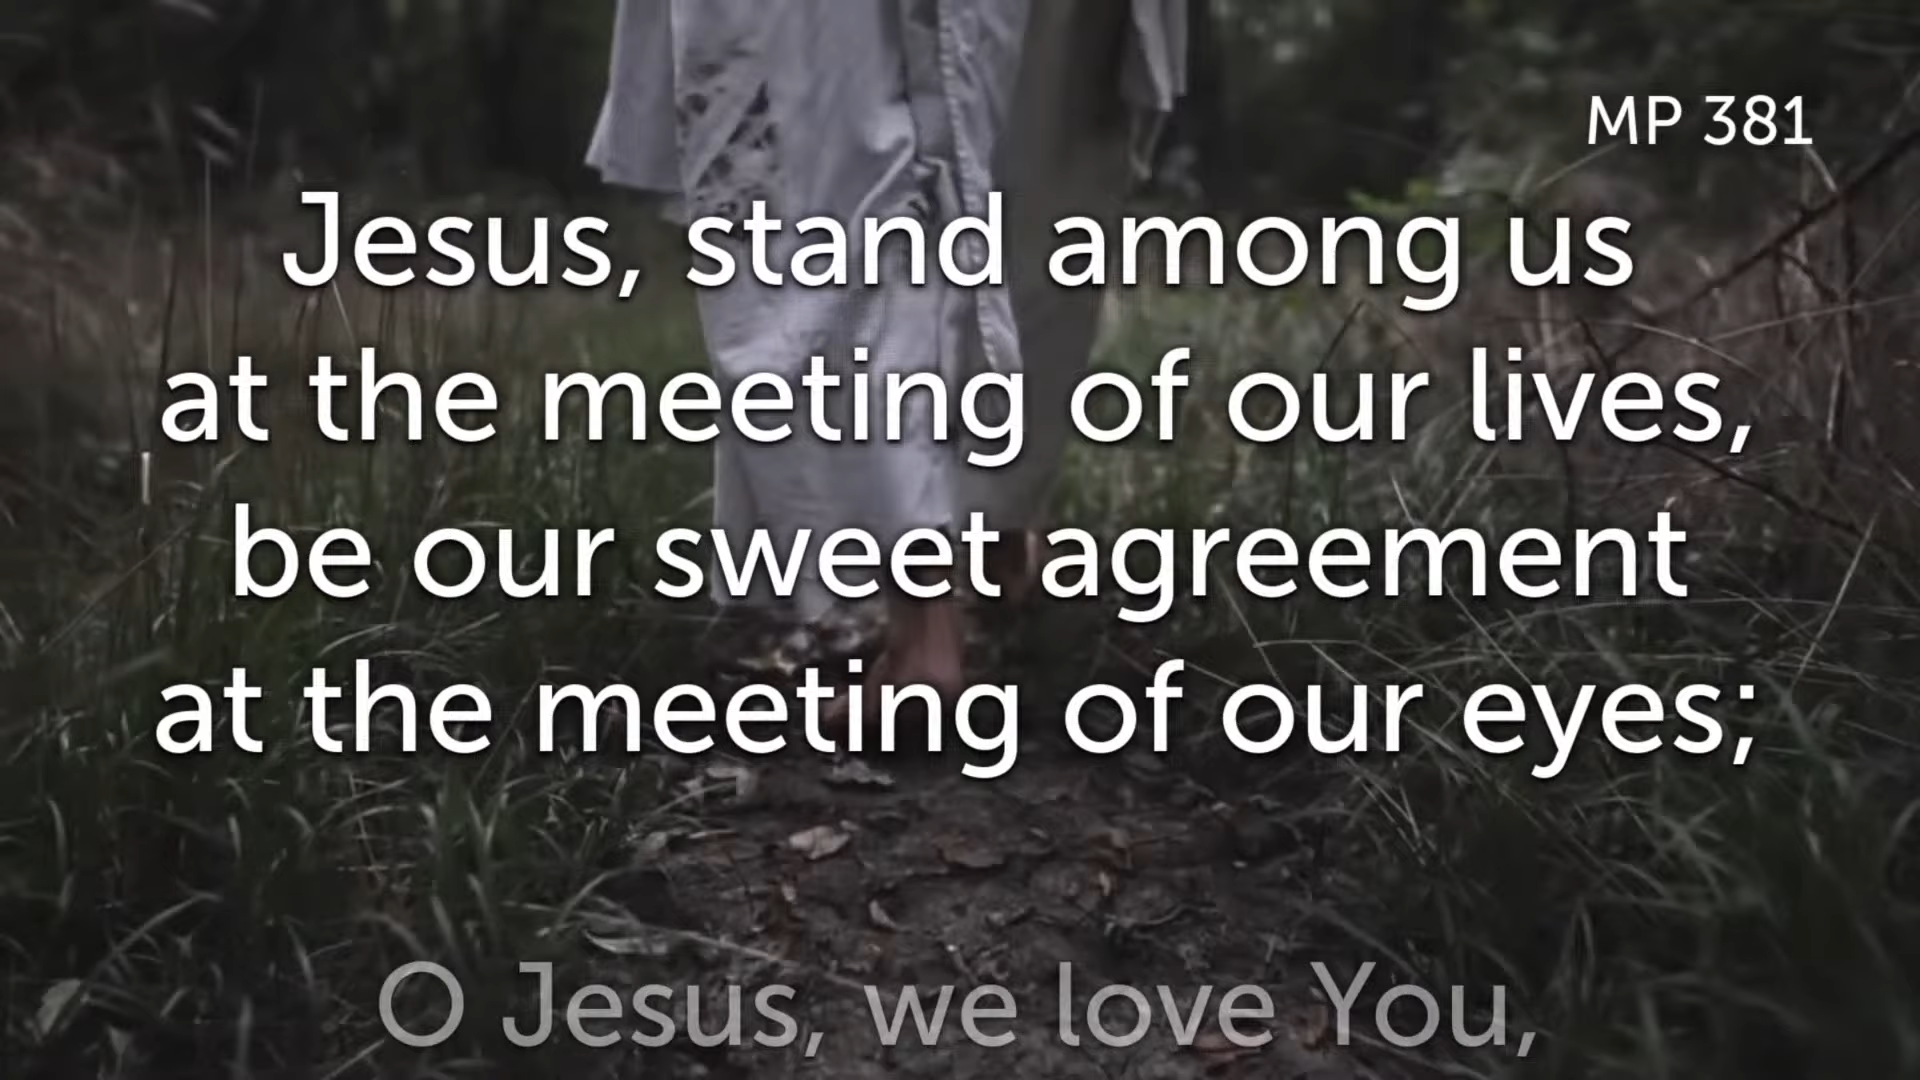 MP 381
Jesus, stand among us
at the meeting of our lives,
be our sweet agreement
at the meeting of our eyes;
O Jesus, we love You,